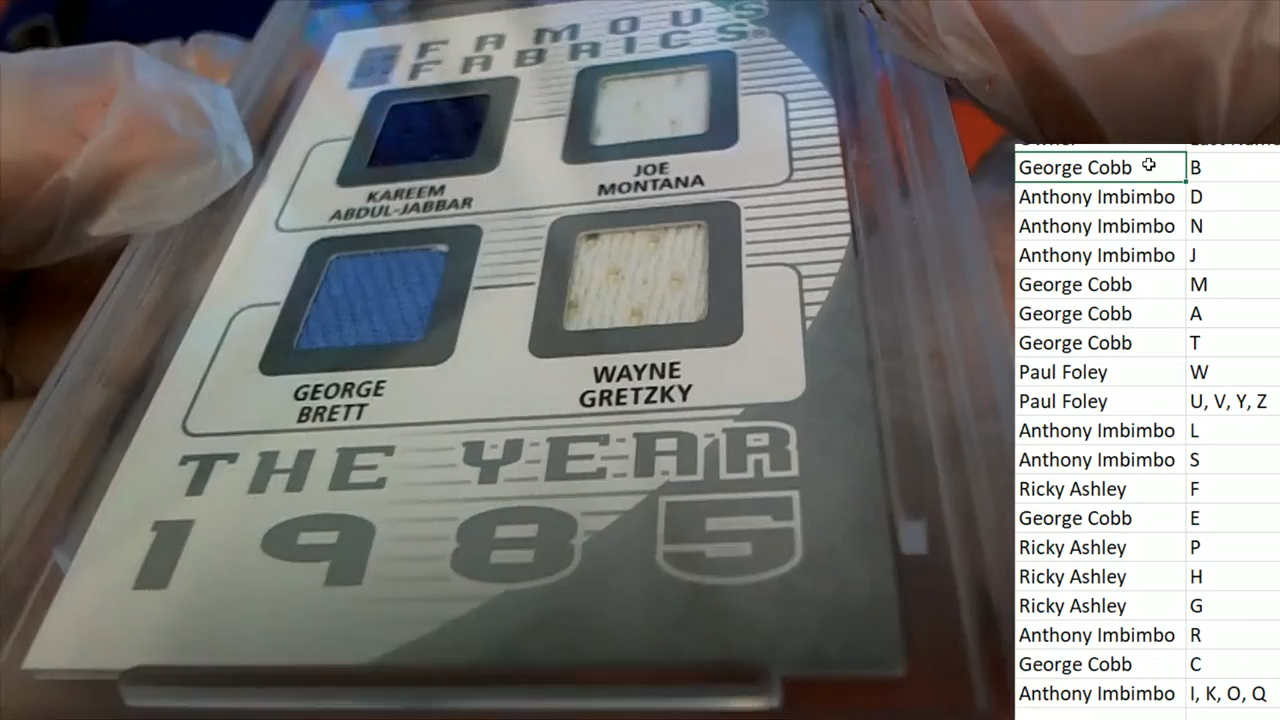 FAMOUS
FABRICS
KAREEM
ABDUL-JABBAR
JOE
MONTANA
GEORGE
BRETT
WAYNE
GRETZKY
THE YEAR
1985
George Cobb B
Anthony Imbimbo D
Anthony Imbimbo N
Anthony Imbimbo J
George Cobb M
George Cobb A
George Cobb T
Paul Foley W
Paul Foley U, V, Y, Z
Anthony Imbimbo L
Anthony Imbimbo S
Ricky Ashley F
George Cobb E
Ricky Ashley P
Ricky Ashley H
Ricky Ashley G
Anthony Imbimbo R
George Cobb C
Anthony Imbimbo I, K, O, Q